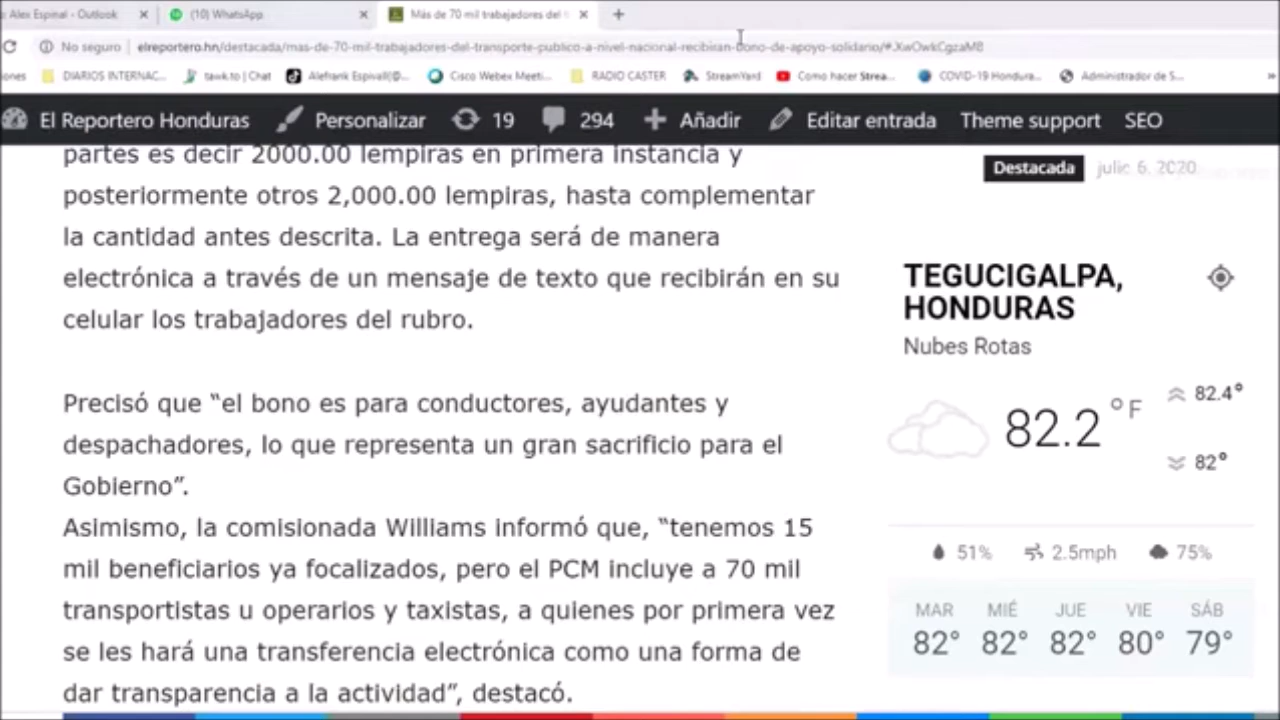 Alex Espinal - Outlook
(10) WhatsApp
Más de 70 mil trabajadores del t
No seguro
elreportero.hn/destacada/mas-de-70-mil-trabajadores-del-transporte-publico-a-nivel-nacional-recibiran-bono-de-apoyo-solidario/#.XwOwkCgzaM8
ones
DIARIOS INTERNAC...
tawk.to | Chat
Alefrank Espivall(@...
Cisco Webex Meeti...
RADIO CASTER
StreamYard
Como hacer Strea...
COVID-19 Hondura...
Administrador de S...
»
El Reportero Honduras
Personalizar
19
294
Añadir
Editar entrada
Theme support
SEO
partes es decir 2000.00 lempiras en primera instancia y
posteriormente otros 2,000.00 lempiras, hasta complementar
la cantidad antes descrita. La entrega será de manera
electrónica a través de un mensaje de texto que recibirán en su
celular los trabajadores del rubro.
Precisó que “el bono es para conductores, ayudantes y
despachadores, lo que representa un gran sacrificio para el
Gobierno”.
Asimismo, la comisionada Williams informó que, “tenemos 15
mil beneficiarios ya focalizados, pero el PCM incluye a 70 mil
transportistas u operarios y taxistas, a quienes por primera vez
se les hará una transferencia electrónica como una forma de
dar transparencia a la actividad”, destacó.
Destacada
julio 6, 2020
TEGUCIGALPA,
HONDURAS
Nubes Rotas
82.2 °F
82.4°
82°
51%
2.5mph
75%
MAR MIÉ JUE VIE SÁB
82° 82° 82° 80° 79°